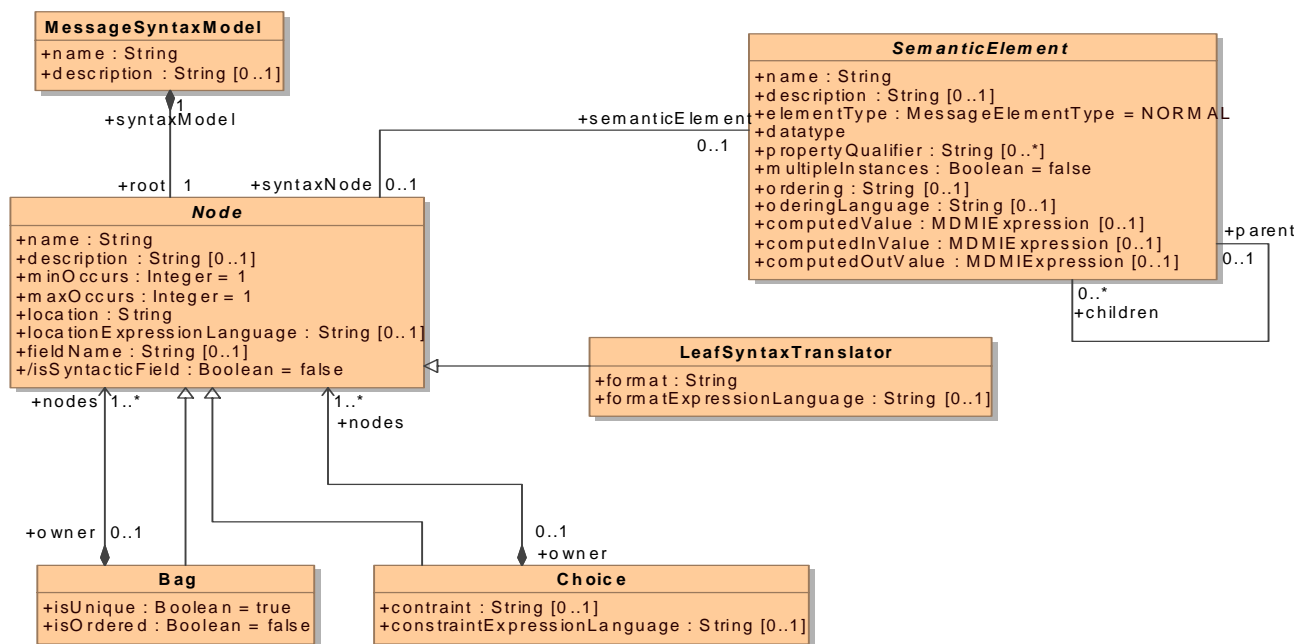 MessageSyntaxModel
+name : String
+description : String [0..1]
1
+syntaxModel
+root 1
SemanticElement
+name : String
+description : String [0..1]
+elementType : MessageElementType = NORMAL
+datatype
+propertyQualifier : String [0..*]
+multipleInstances : Boolean = false
+ordering : String [0..1]
+oderingLanguage : String [0..1]
+computedValue : MDMIExpression [0..1]
+computedInValue : MDMIExpression [0..1]
+computedOutValue : MDMIExpression [0..1]
+semanticElement
0..1
+syntaxNode 0..1
+parent
0..1
0..*
+children
Node
+name : String
+description : String [0..1]
+minOccurs : Integer = 1
+maxOccurs : Integer = 1
+location : String
+locationExpressionLanguage : String [0..1]
+fieldName : String [0..1]
+/isSyntacticField : Boolean = false
LeafSyntaxTranslator
+format : String
+formatExpressionLanguage : String [0..1]
+nodes 1..*
1..*
+nodes
+owner 0..1
0..1
+owner
Bag
+isUnique : Boolean = true
+isOrdered : Boolean = false
Choice
+contraint : String [0..1]
+constraintExpressionLanguage : String [0..1]